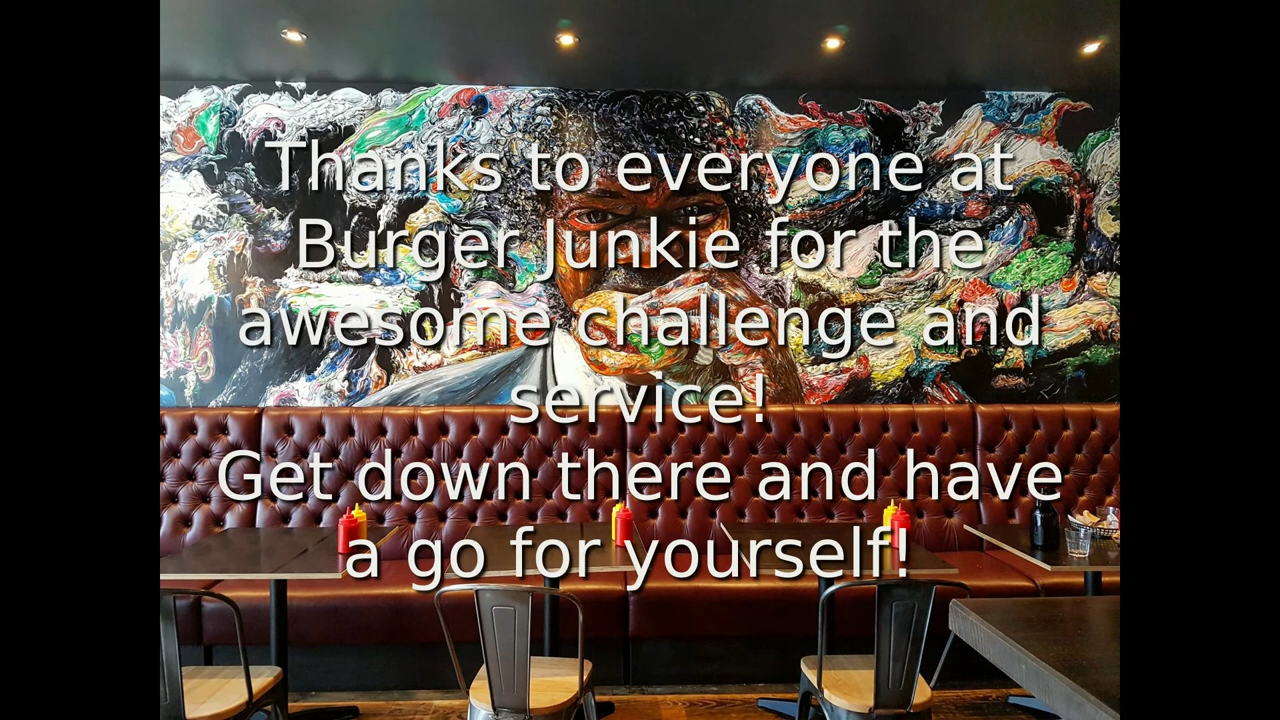 Thanks to everyone at
Burger Junkie for the
awesome challenge and
service!
Get down there and have
a go for yourself!